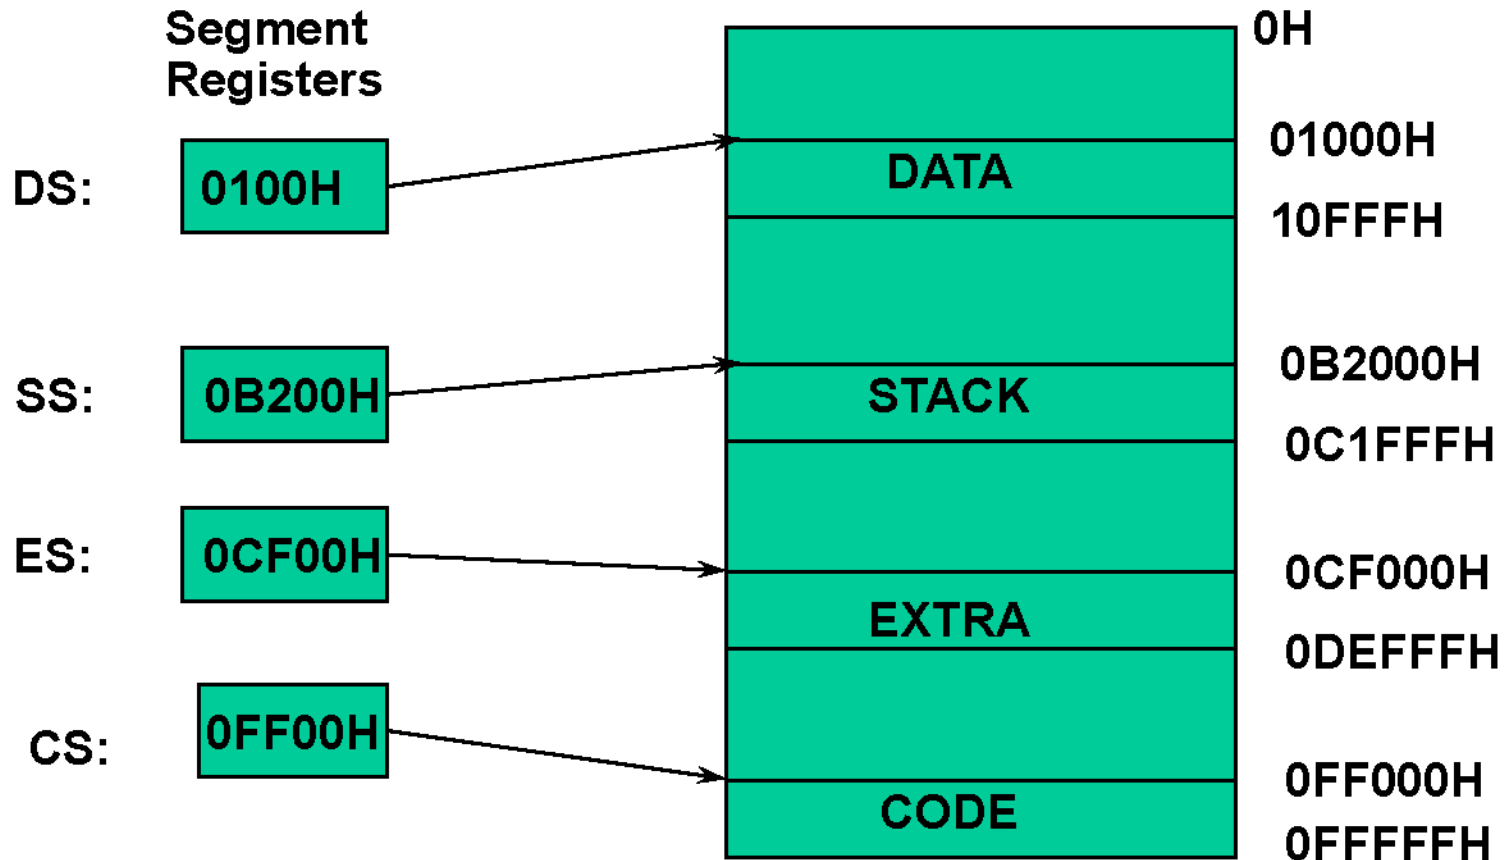 Segment
Registers
0H
DS:
0100H
DATA
01000H
10FFFH
SS:
0B200H
STACK
0B2000H
0C1FFFH
ES:
0CF00H
EXTRA
0CF000H
0DEFFFH
CS:
0FF00H
CODE
0FF000H
0FFFFFH